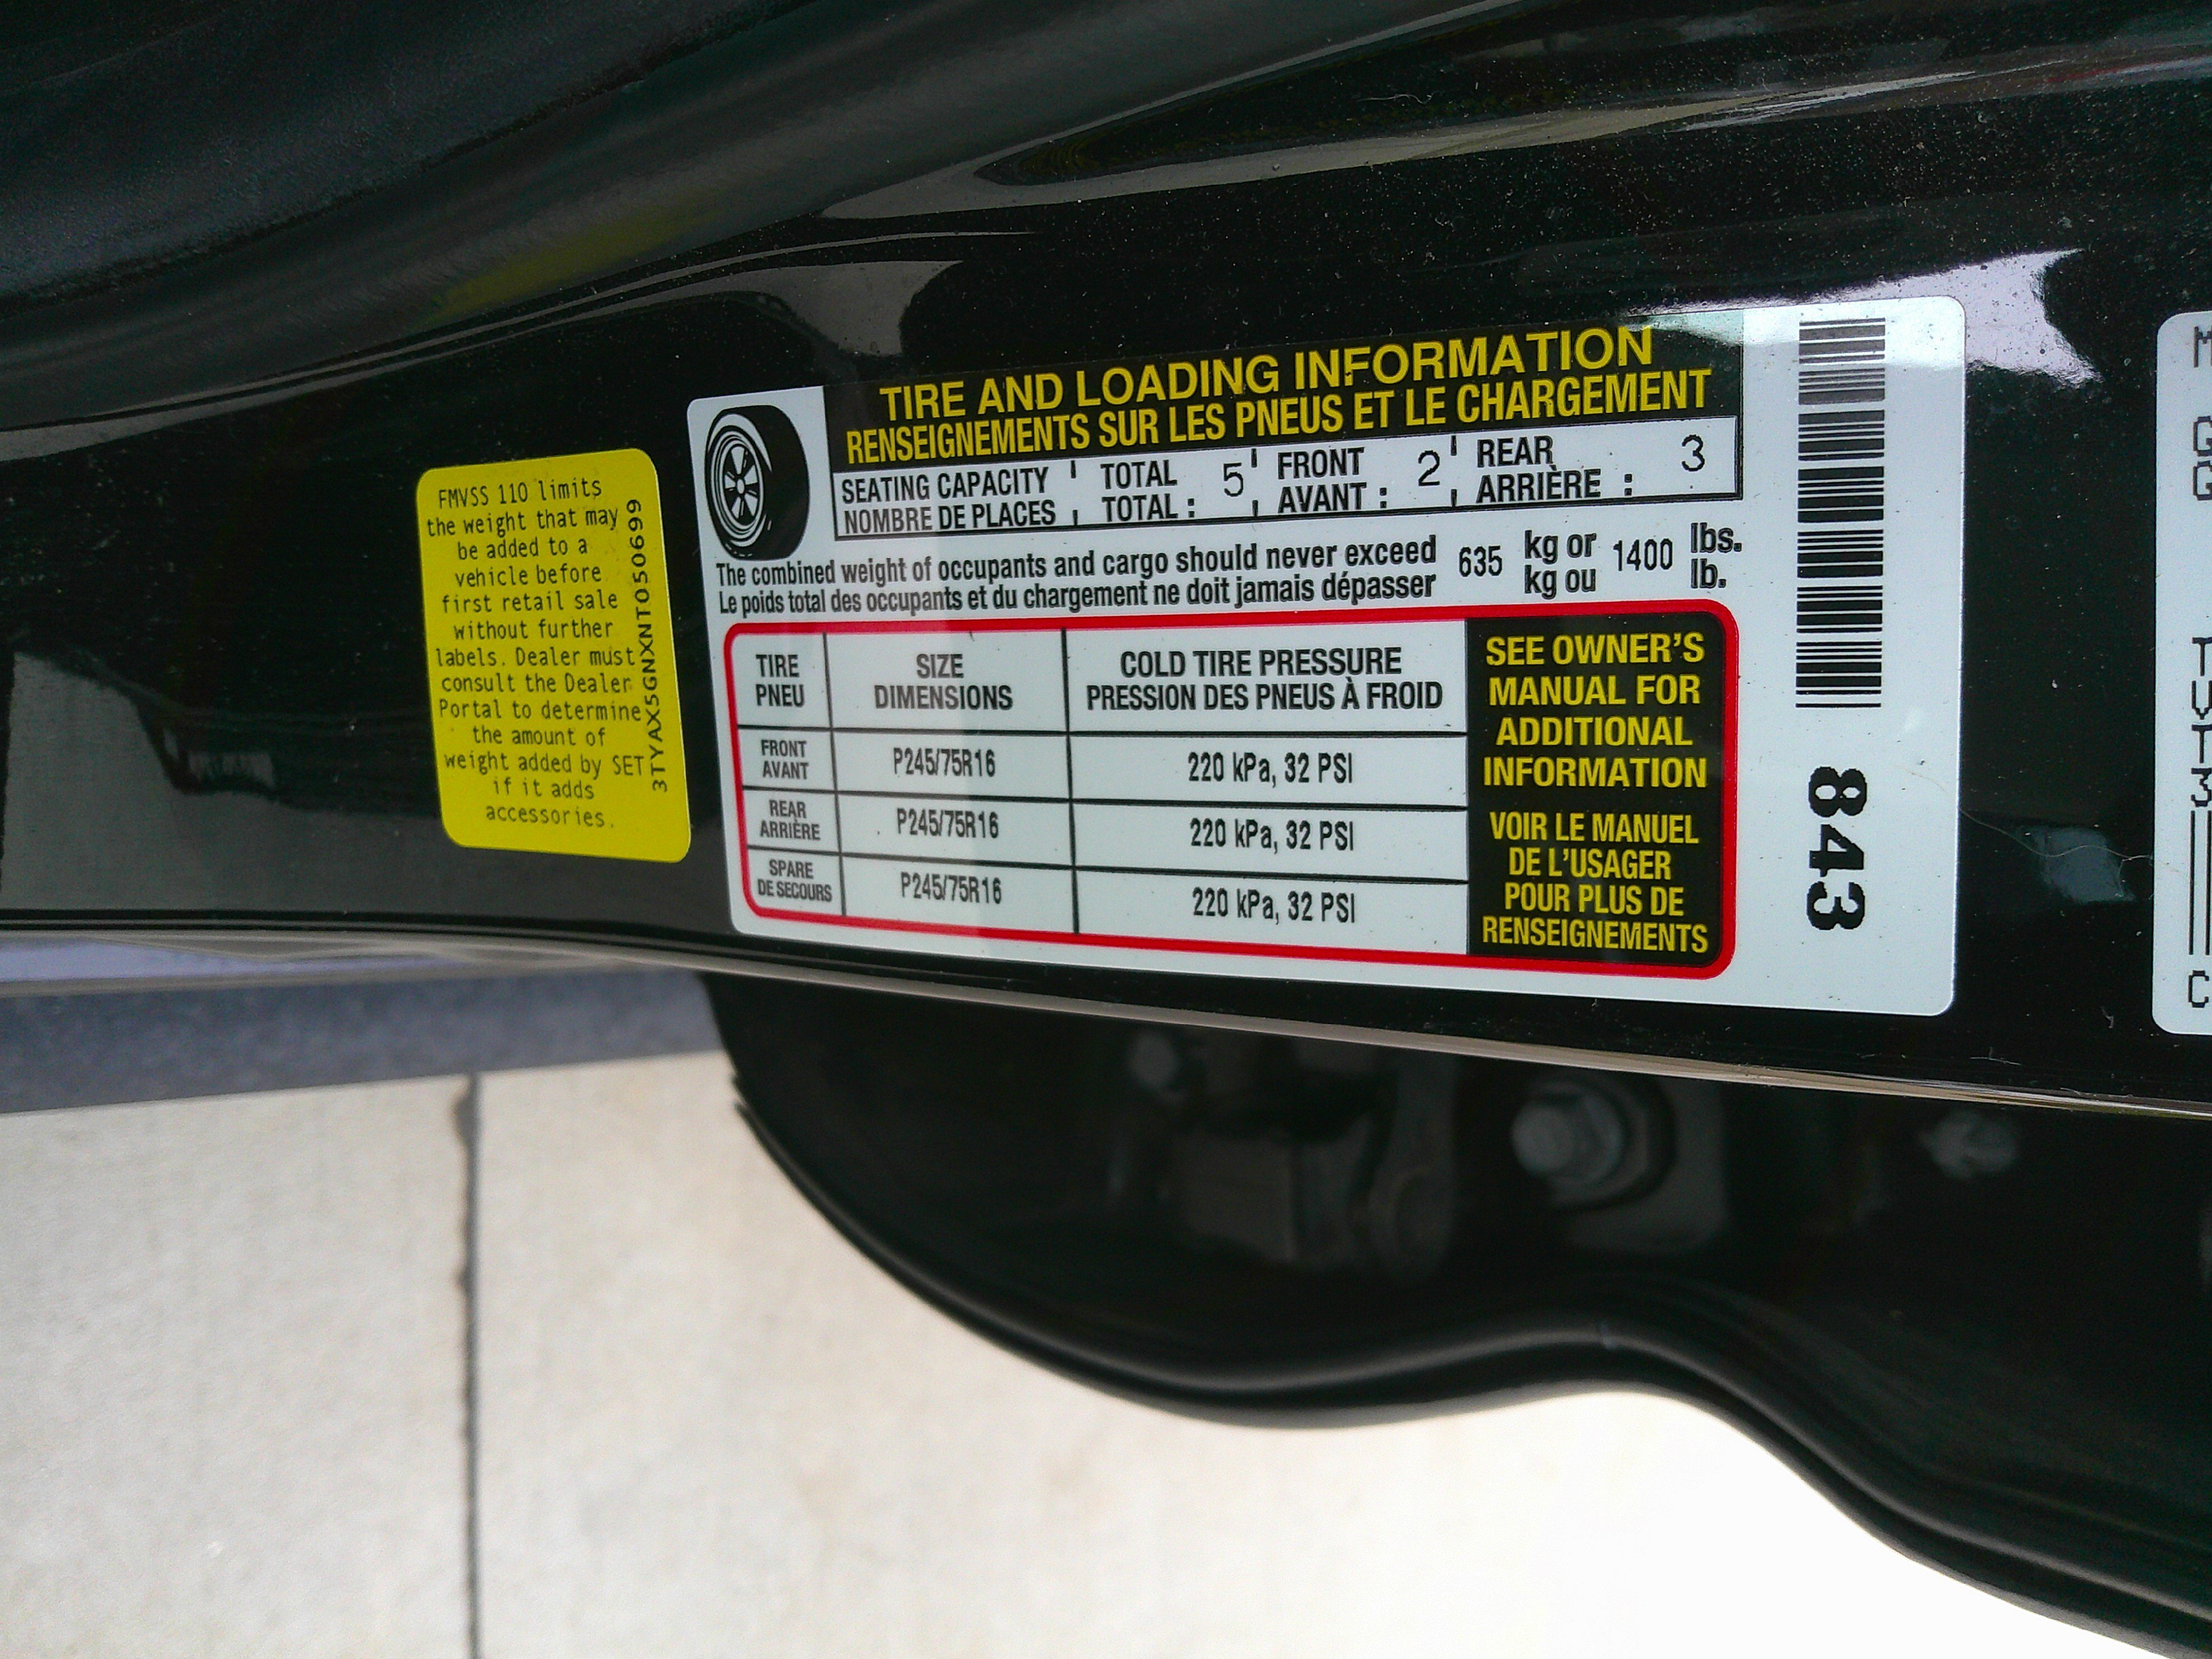 FMVSS 110 limits
the weight that may
be added to a
vehicle before
first retail sale
without further
labels. Dealer must
consult the Dealer
Portal to determine
the amount of
weight added by SET
if it adds
accessories.
3TYAX5GNXNT050699
TIRE AND LOADING INFORMATION
RENSEIGNEMENTS SUR LES PNEUS ET LE CHARGEMENT
SEATING CAPACITY TOTAL 5 FRONT 2 REAR 3
NOMBRE DE PLACES TOTAL : AVANT : ARRIÈRE :
The combined weight of occupants and cargo should never exceed 635 kg or 1400 lbs.
Le poids total des occupants et du chargement ne doit jamais dépasser kg ou lb.
TIRE SIZE COLD TIRE PRESSURE
PNEU DIMENSIONS PRESSION DES PNEUS À FROID
FRONT
AVANT P245/75R16 220 kPa, 32 PSI
REAR
ARRIÈRE P245/75R16 220 kPa, 32 PSI
SPARE
DE SECOURS P245/75R16 220 kPa, 32 PSI
SEE OWNER'S
MANUAL FOR
ADDITIONAL
INFORMATION
VOIR LE MANUEL
DE L'USAGER
POUR PLUS DE
RENSEIGNEMENTS
843